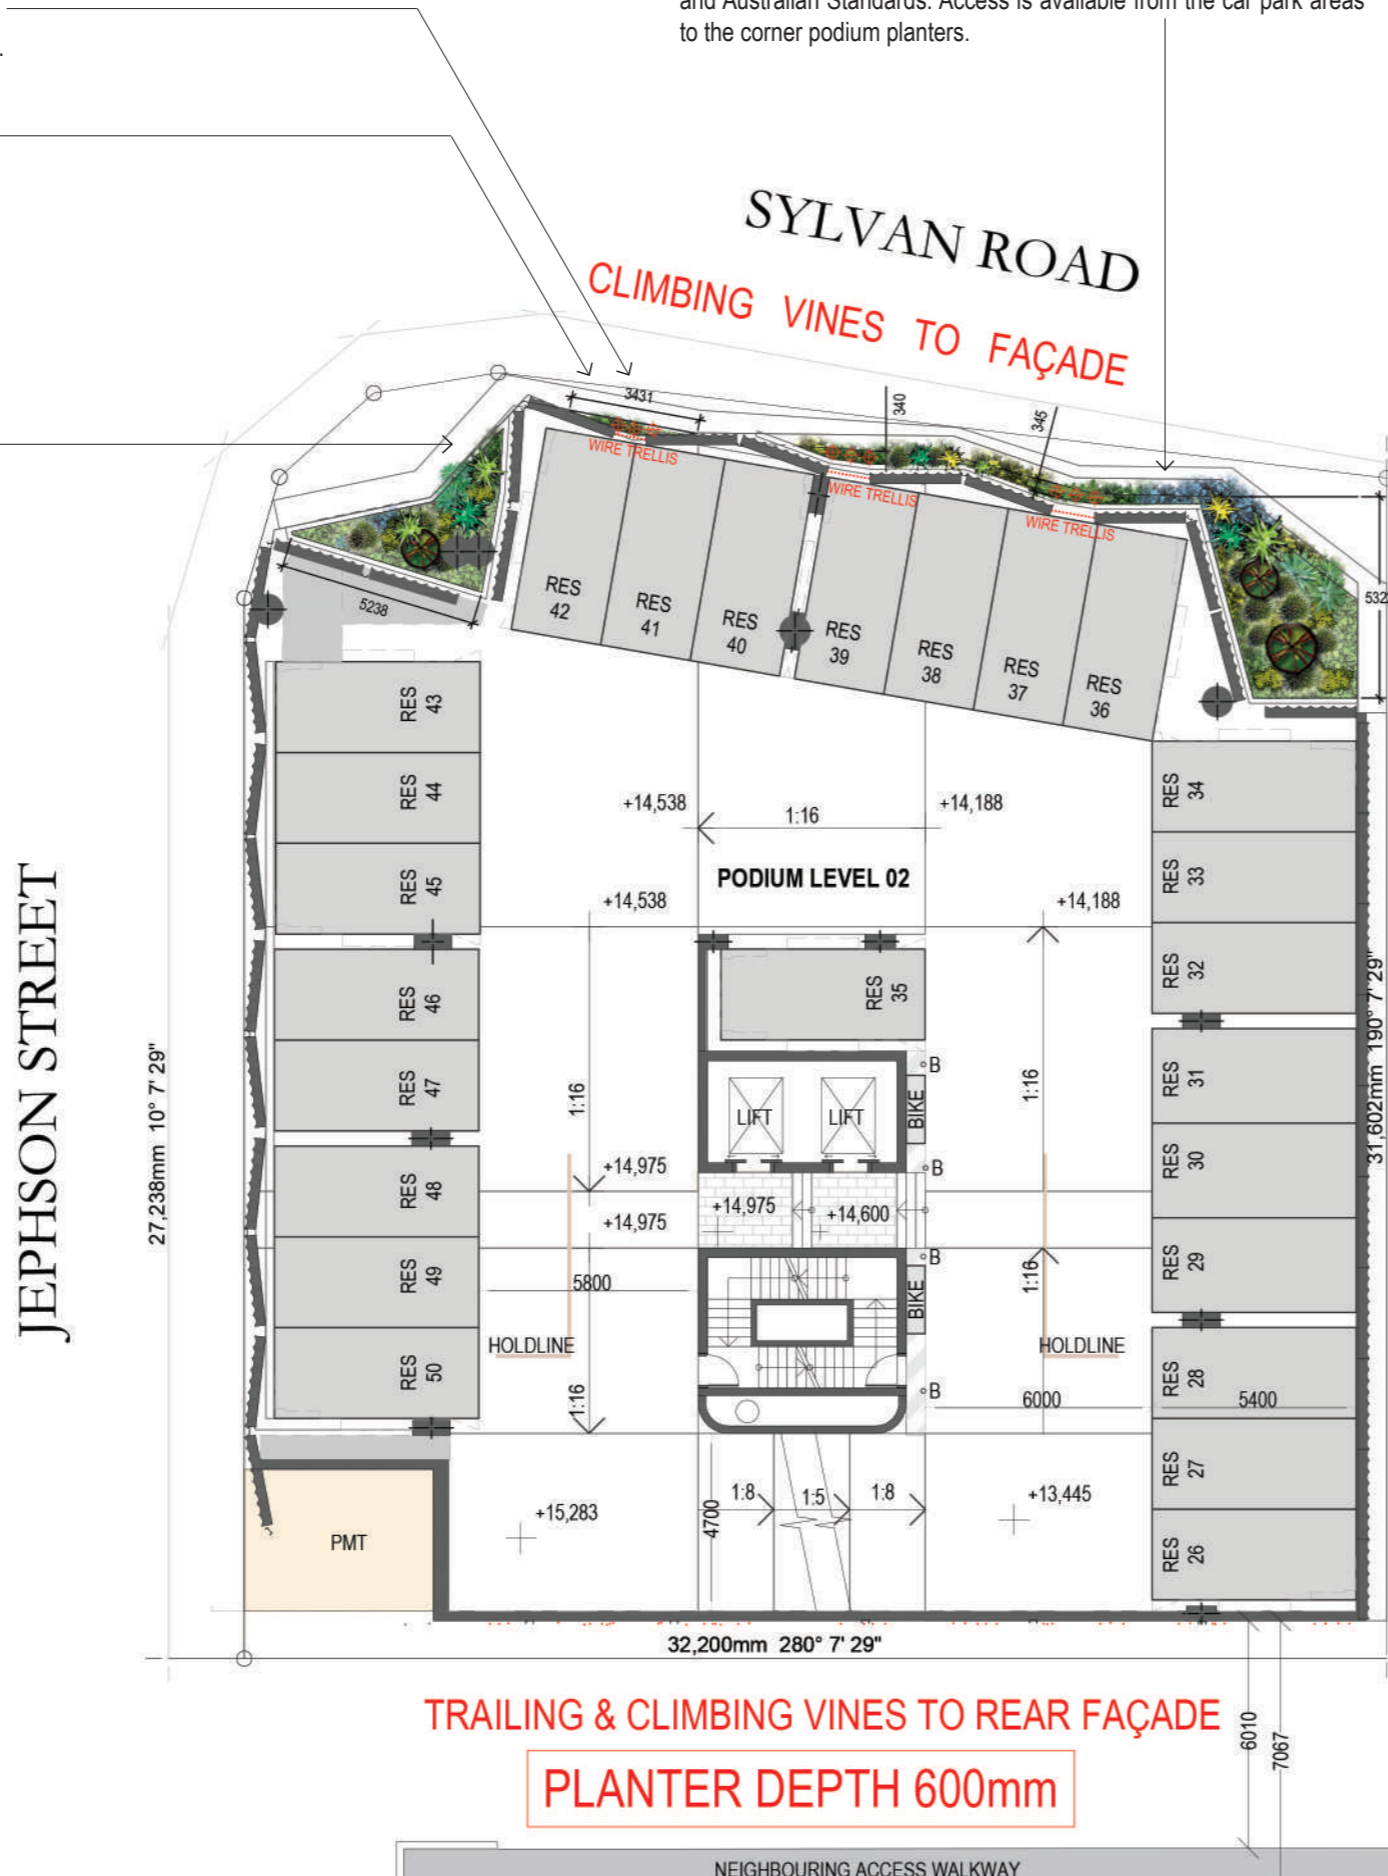 and Australian Standards. Access is available from the car park areas
to the corner podium planters.
SYLVAN ROAD
CLIMBING VINES TO FAÇADE
3431
340
345
WIRE TRELLIS
WIRE TRELLIS
WIRE TRELLIS
5238
532
RES
42
RES
41
RES
40
RES
39
RES
38
RES
37
RES
36
RES
43
RES
44
RES
45
RES
46
RES
47
RES
48
RES
49
RES
50
RES
34
RES
33
RES
32
RES
31
RES
30
RES
29
RES
28
RES
27
RES
26
+14,538
1:16
+14,188
PODIUM LEVEL 02
+14,538
+14,188
RES
35
JEPHSON STREET
27,238mm 10° 7' 29"
31,602mm 190° 7' 29"
1:16
1:16
B
LIFT
LIFT
BIKE
B
+14,975
+14,975
+14,600
+14,975
B
1:16
5800
BIKE
HOLDLINE
HOLDLINE
1:16
B
6000
5400
4700
1:8
1:5
1:8
+15,283
+13,445
PMT
32,200mm 280° 7' 29"
TRAILING & CLIMBING VINES TO REAR FAÇADE
6010
7067
PLANTER DEPTH 600mm
NEIGHBOURING ACCESS WALKWAY